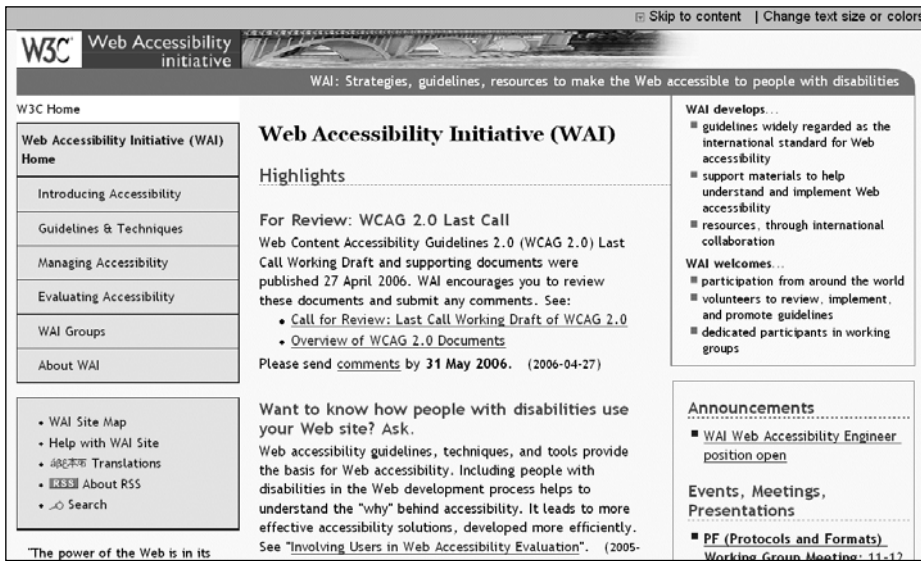 Skip to content | Change text size or colors
W3C Web Accessibility
initiative
WAI: Strategies, guidelines, resources to make the Web accessible to people with disabilities
W3C Home
Web Accessibility Initiative (WAI)
Home
Introducing Accessibility
Guidelines & Techniques
Managing Accessibility
Evaluating Accessibility
WAI Groups
About WAI
• WAI Site Map
• Help with WAI Site
• Translations
• RSS About RSS
• Search
"The power of the Web is in its
Web Accessibility Initiative (WAI)
Highlights
For Review: WCAG 2.0 Last Call
Web Content Accessibility Guidelines 2.0 (WCAG 2.0) Last
Call Working Draft and supporting documents were
published 27 April 2006. WAI encourages you to review
these documents and submit any comments. See:
• Call for Review: Last Call Working Draft of WCAG 2.0
• Overview of WCAG 2.0 Documents
Please send comments by 31 May 2006. (2006-04-27)
Want to know how people with disabilities use
your Web site? Ask.
Web accessibility guidelines, techniques, and tools provide
the basis for Web accessibility. Including people with
disabilities in the Web development process helps to
understand the "why" behind accessibility. It leads to more
effective accessibility solutions, developed more efficiently.
See "Involving Users in Web Accessibility Evaluation". (2005-
WAI develops...
■ guidelines widely regarded as the
international standard for Web
accessibility
■ support materials to help
understand and implement Web
accessibility
■ resources, through international
collaboration
WAI welcomes...
■ participation from around the world
■ volunteers to review, implement,
and promote guidelines
■ dedicated participants in working
groups
Announcements
■ WAI Web Accessibility Engineer
position open
Events, Meetings,
Presentations
■ PF (Protocols and Formats)
Working Group Meeting: 11-12